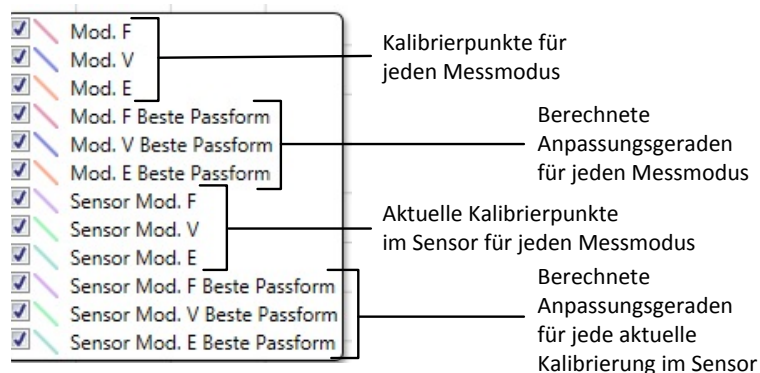 Mod. F
Mod. V
Mod. E
Mod. F Beste Passform
Mod. V Beste Passform
Mod. E Beste Passform
Sensor Mod. F
Sensor Mod. V
Sensor Mod. E
Sensor Mod. F Beste Passform
Sensor Mod. V Beste Passform
Sensor Mod. E Beste Passform
Kalibrierpunkte für
jeden Messmodus
Berechnete
Anpassungsgeraden
für jeden Messmodus
Aktuelle Kalibrierpunkte
im Sensor für jeden Messmodus
Berechnete
Anpassungsgeraden
für jede aktuelle
Kalibrierung im Sensor